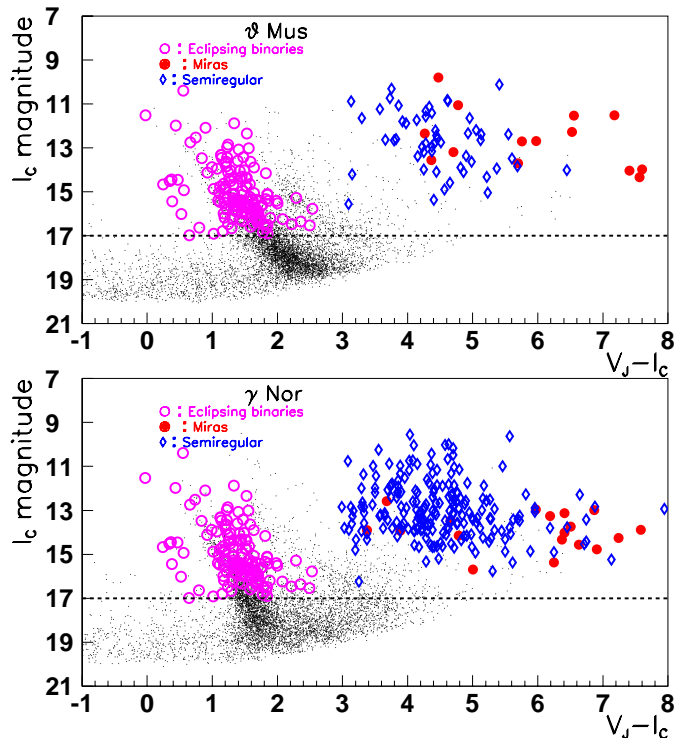 7
ϑ Mus
: Eclipsing binaries
: Miras
: Semiregular
9
11
13
15
17
19
21
I_C magnitude
-1 0 1 2 3 4 5 6 7 8
V_J−I_C
7
γ Nor
: Eclipsing binaries
: Miras
: Semiregular
9
11
13
15
17
19
21
I_C magnitude
-1 0 1 2 3 4 5 6 7 8
V_J−I_C